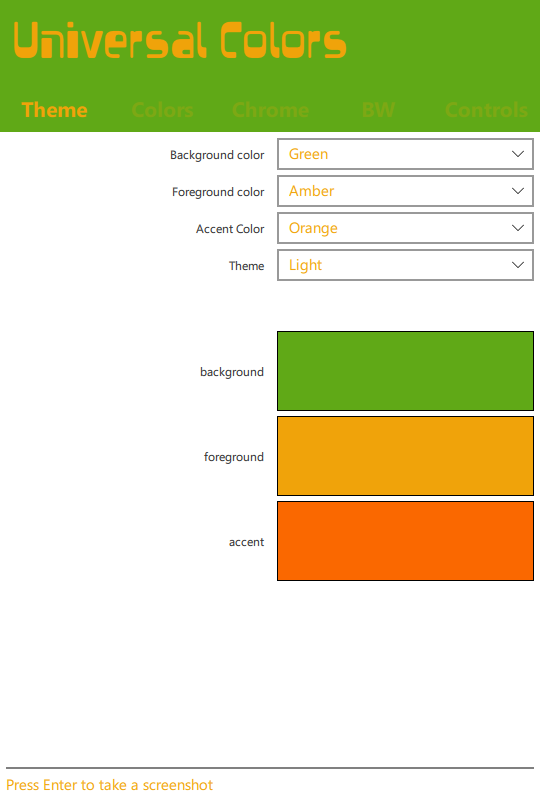 Universal Colors
Theme Colors Chrome BW Controls
Background color Green
Foreground color Amber
Accent Color Orange
Theme Light
background
foreground
accent
Press Enter to take a screenshot